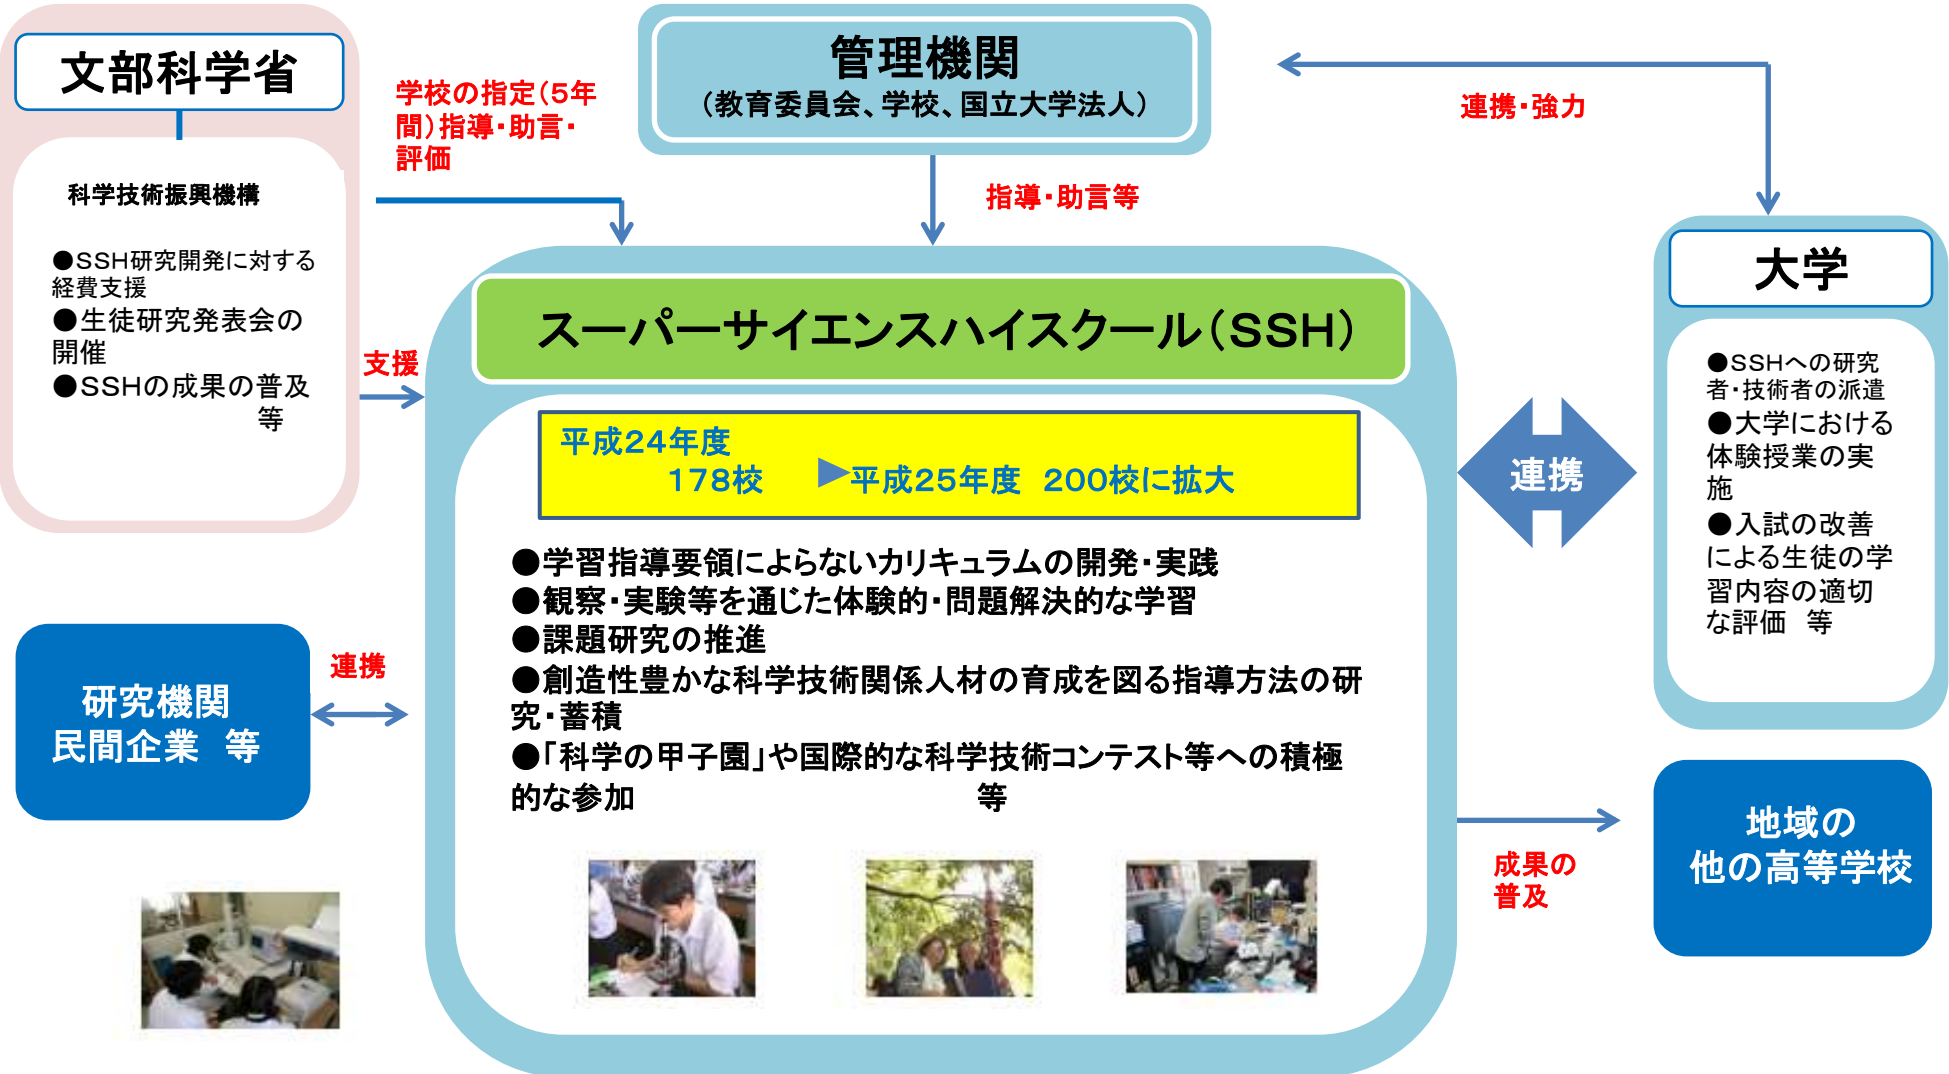 文部科学省
科学技術振興機構
●SSH研究開発に対する
経費支援
●生徒研究発表会の
開催
●SSHの成果の普及
等
学校の指定(5年
間)指導・助言・
評価
支援
管理機関
(教育委員会、学校、国立大学法人)
指導・助言等
連携・強力
スーパーサイエンスハイスクール(SSH)
平成24年度
178校 平成25年度 200校に拡大
●学習指導要領によらないカリキュラムの開発・実践
●観察・実験等を通じた体験的・問題解決的な学習
●課題研究の推進
●創造性豊かな科学技術関係人材の育成を図る指導方法の研
究・蓄積
●「科学の甲子園」や国際的な科学技術コンテスト等への積極
的な参加 等
連携
大学
●SSHへの研究
者・技術者の派遣
●大学における
体験授業の実
施
●入試の改善
による生徒の学
習内容の適切
な評価 等
連携
研究機関
民間企業 等
成果の
普及
地域の
他の高等学校